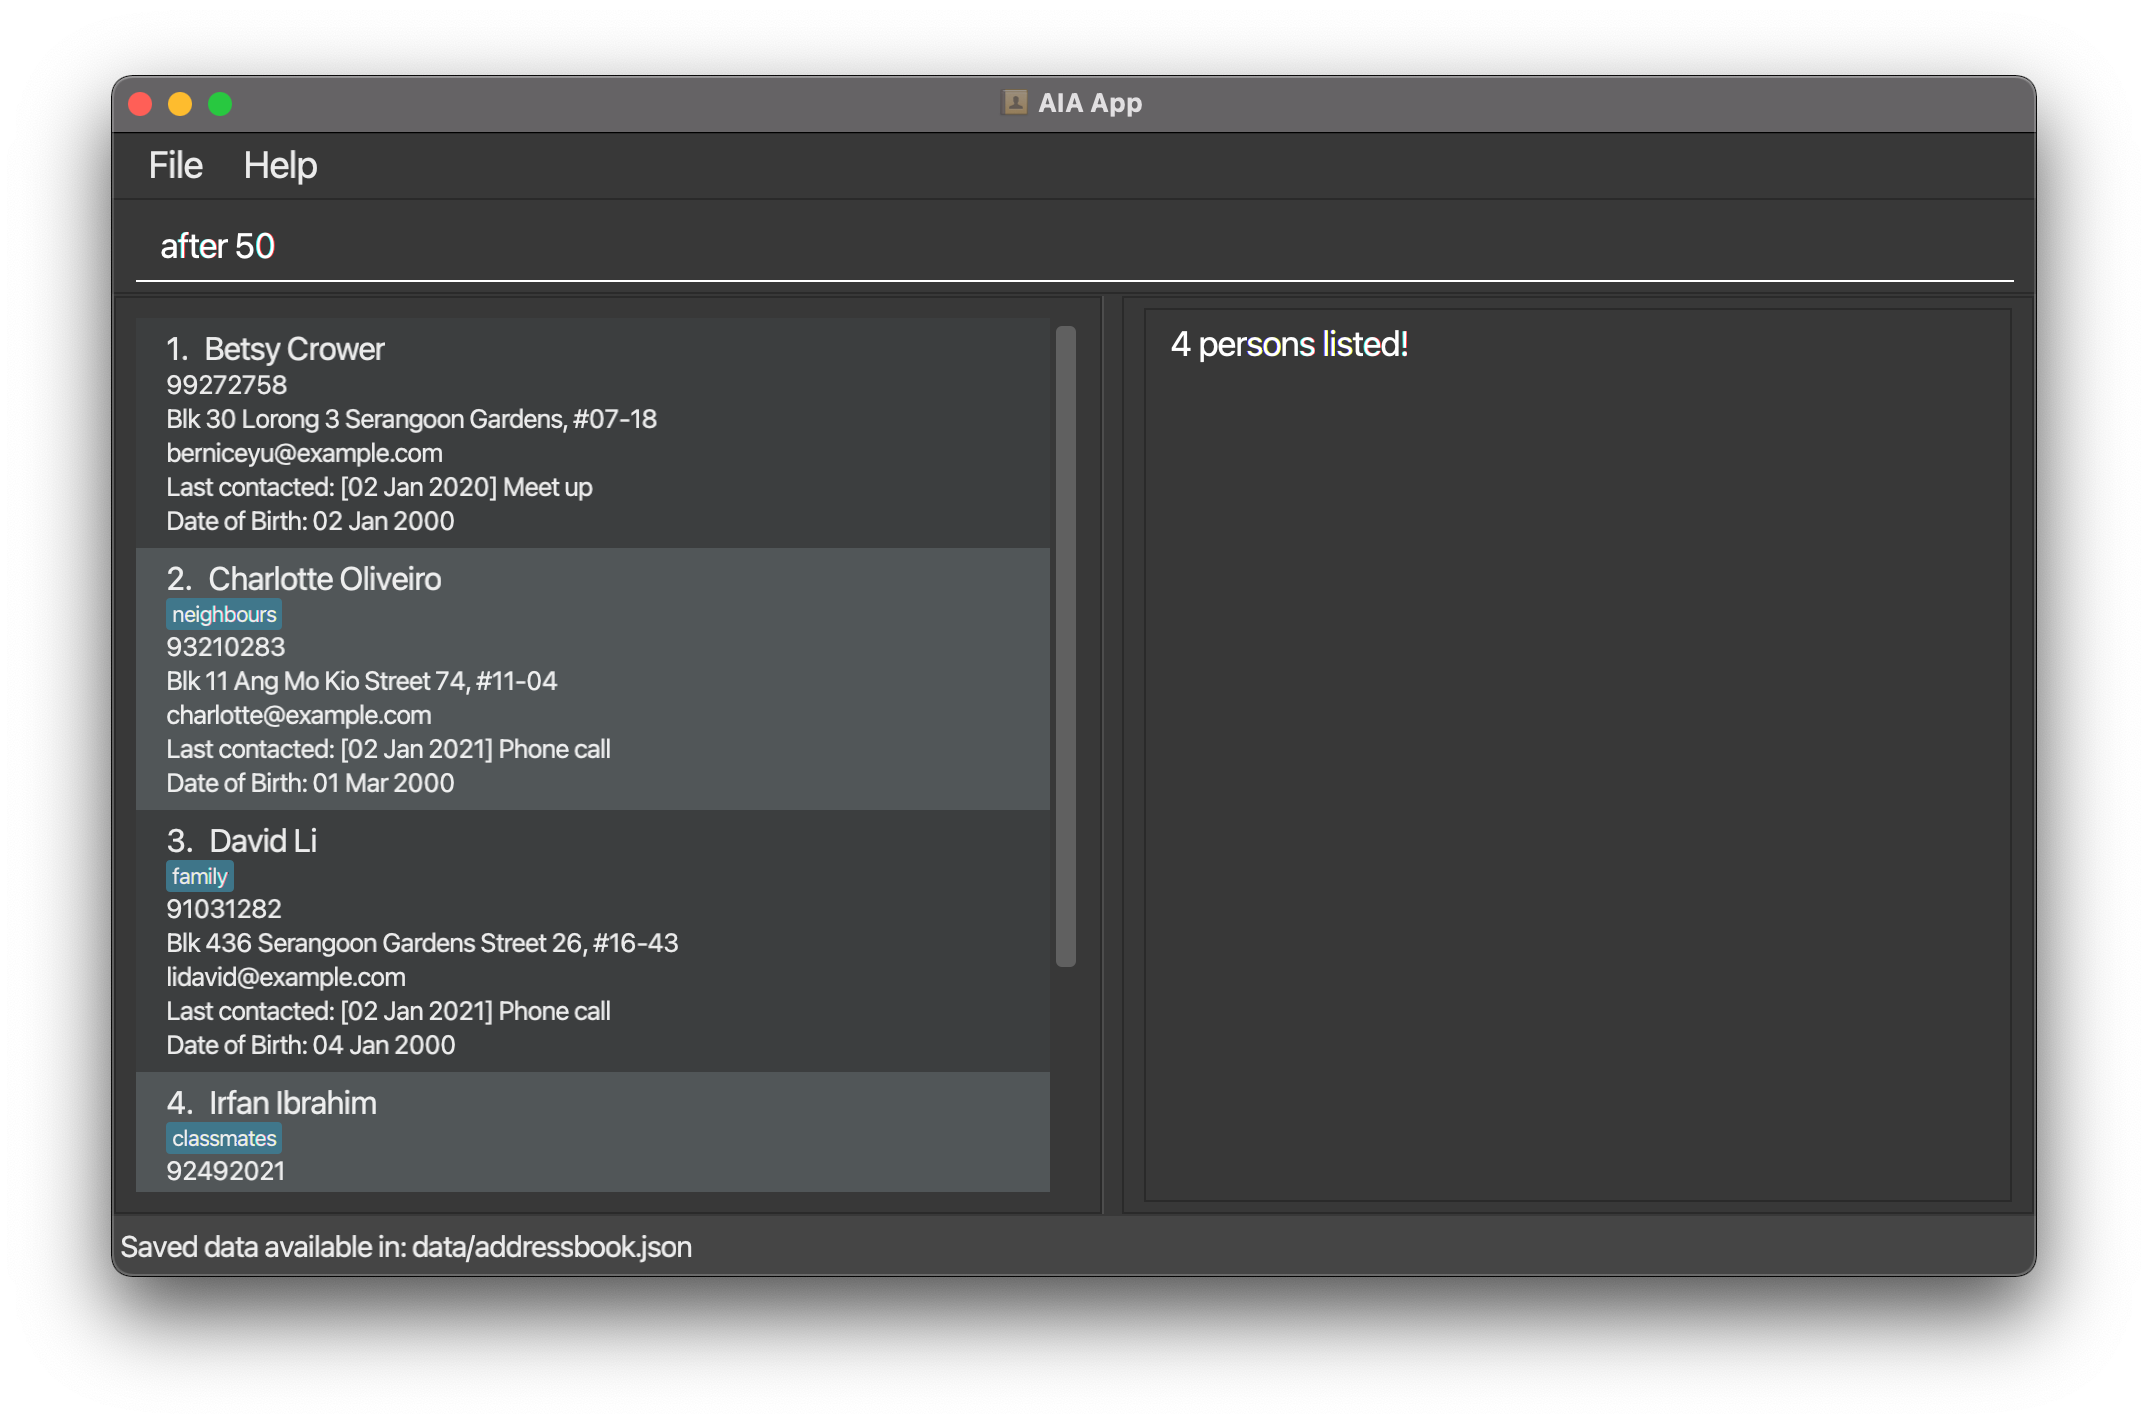 AIA App
File Help
after 50
1. Betsy Crower
99272758
Blk 30 Lorong 3 Serangoon Gardens, #07-18
berniceyu@example.com
Last contacted: [02 Jan 2020] Meet up
Date of Birth: 02 Jan 2000
2. Charlotte Oliveiro
neighbours
93210283
Blk 11 Ang Mo Kio Street 74, #11-04
charlotte@example.com
Last contacted: [02 Jan 2021] Phone call
Date of Birth: 01 Mar 2000
3. David Li
family
91031282
Blk 436 Serangoon Gardens Street 26, #16-43
lidavid@example.com
Last contacted: [02 Jan 2021] Phone call
Date of Birth: 04 Jan 2000
4. Irfan Ibrahim
classmates
92492021
4 persons listed!
Saved data available in: data/addressbook.json